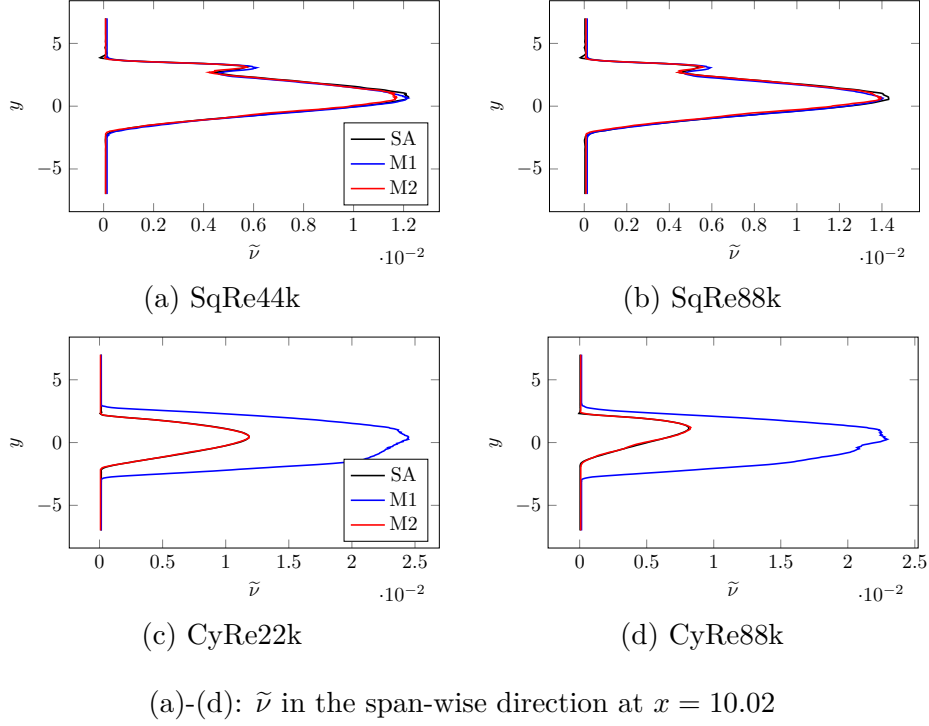 5
0
−5
y
0 0.2 0.4 0.6 0.8 1 1.2
ν̃
·10⁻²
SA
M1
M2
(a) SqRe44k
5
0
−5
y
0 0.2 0.4 0.6 0.8 1 1.2 1.4
ν̃
·10⁻²
(b) SqRe88k
5
0
−5
y
0 0.5 1 1.5 2 2.5
ν̃
·10⁻²
SA
M1
M2
(c) CyRe22k
5
0
−5
y
0 0.5 1 1.5 2 2.5
ν̃
·10⁻²
(d) CyRe88k
(a)-(d): ν̃ in the span-wise direction at x = 10.02